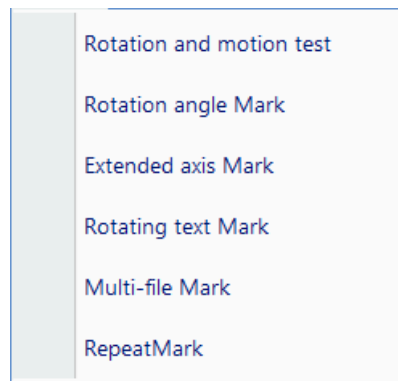 Rotation and motion test
Rotation angle Mark
Extended axis Mark
Rotating text Mark
Multi-file Mark
RepeatMark